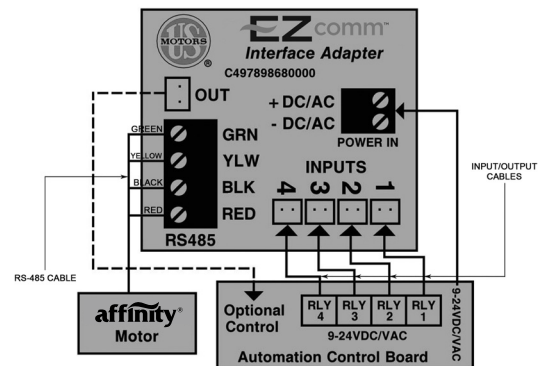 US
MOTORS
®
EZcomm™
Interface Adapter
C497898680000
OUT
+ DC/AC
- DC/AC
POWER IN
GREEN
GRN
YELLOW
YLW
BLACK
BLK
RED
RED
RS485
INPUTS
4 3 2 1
INPUT/OUTPUT
CABLES
RS-485 CABLE
affinity®
Motor
Optional
Control
RLY
4
RLY
3
RLY
2
RLY
1
9-24VDC/VAC
9-24VDC/VAC
Automation Control Board